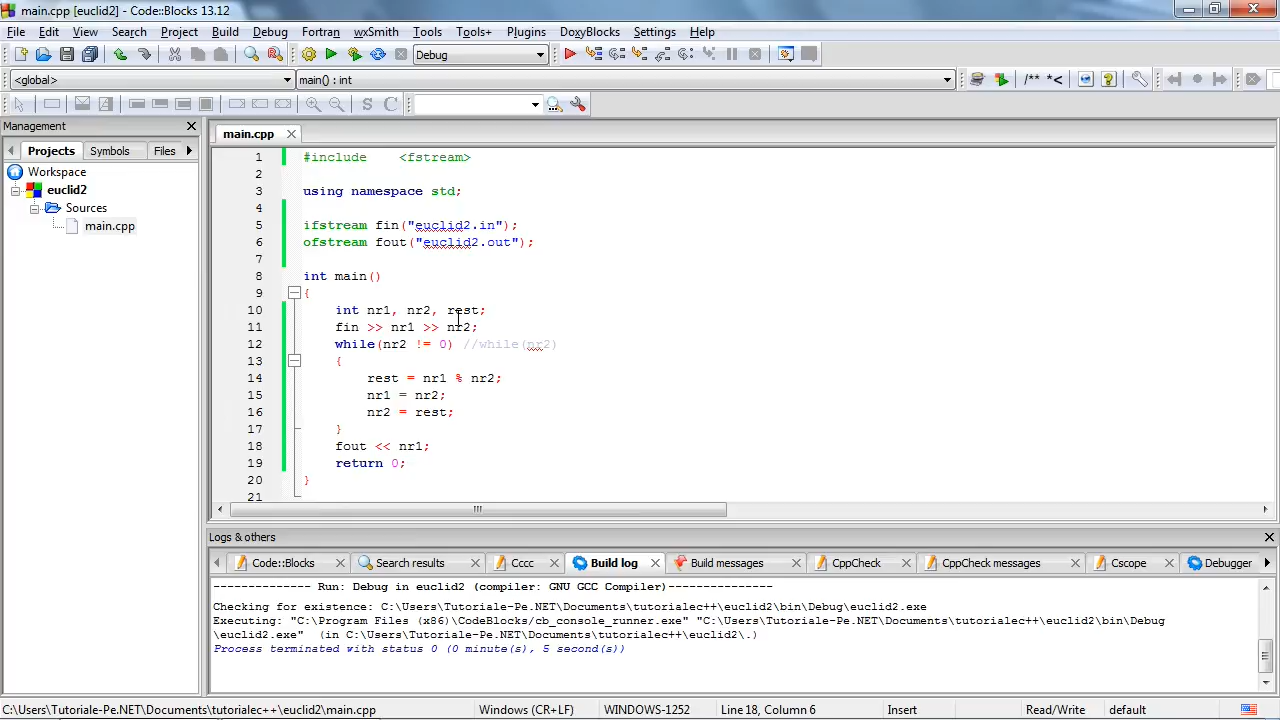 main.cpp [euclid2] - Code::Blocks 13.12
File Edit View Search Project Build Debug Fortran wxSmith Tools Tools+ Plugins DoxyBlocks Settings Help
Debug
<global> main() : int /** *<
S C
Management
Projects Symbols Files
Workspace
euclid2
Sources
main.cpp
main.cpp
1 #include    <fstream>
2
3 using namespace std;
4
5 ifstream fin("euclid2.in");
6 ofstream fout("euclid2.out");
7
8 int main()
9 {
10     int nr1, nr2, rest;
11     fin >> nr1 >> nr2;
12     while(nr2 != 0) //while(nr2)
13     {
14         rest = nr1 % nr2;
15         nr1 = nr2;
16         nr2 = rest;
17     }
18     fout << nr1;
19     return 0;
20 }
21
Logs & others
Code::Blocks Search results Cccc Build log Build messages CppCheck CppCheck messages Cscope Debugger
-------------- Run: Debug in euclid2 (compiler: GNU GCC Compiler)---------------
Checking for existence: C:\Users\Tutoriale-Pe.NET\Documents\tutorialec++\euclid2\bin\Debug\euclid2.exe
Executing: "C:\Program Files (x86)\CodeBlocks/cb_console_runner.exe" "C:\Users\Tutoriale-Pe.NET\Documents\tutorialec++\euclid2\bin\Debug
\euclid2.exe"  (in C:\Users\Tutoriale-Pe.NET\Documents\tutorialec++\euclid2\.)
Process terminated with status 0 (0 minute(s), 5 second(s))
C:\Users\Tutoriale-Pe.NET\Documents\tutorialec++\euclid2\main.cpp Windows (CR+LF) WINDOWS-1252 Line 18, Column 6 Insert Read/Write default